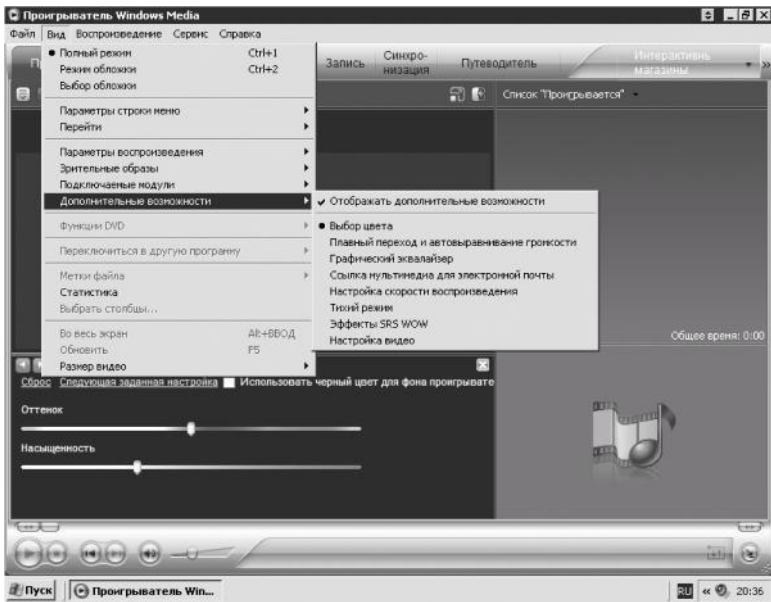 Проигрыватель Windows Media
Файл Вид Воспроизведение Сервис Справка
Полный режим Ctrl+1
Режим обложки Ctrl+2
Выбор обложки
Параметры строки меню
Перейти
Параметры воспроизведения
Зрительные образы
Подключаемые модули
Дополнительные возможности
Функции DVD
Переключиться в другую программу
Метки файла
Статистика
Выбрать столбцы...
Во весь экран Alt+ВВОД
Обновить F5
Размер видео
Запись
Синхро-
низация
Путеводитель
Интерактивнь
магазины
Список "Проигрывается"
Отображать дополнительные возможности
Выбор цвета
Плавный переход и автовыравнивание громкости
Графический эквалайзер
Ссылка мультимедиа для электронной почты
Настройка скорости воспроизведения
Тихий режим
Эффекты SRS WOW
Настройка видео
Общее время: 0:00
Сброс Следующая заданная настройка Использовать черный цвет для фона проигрывате
Оттенок
Насыщенность
Пуск Проигрыватель Win...
RU « 20:36